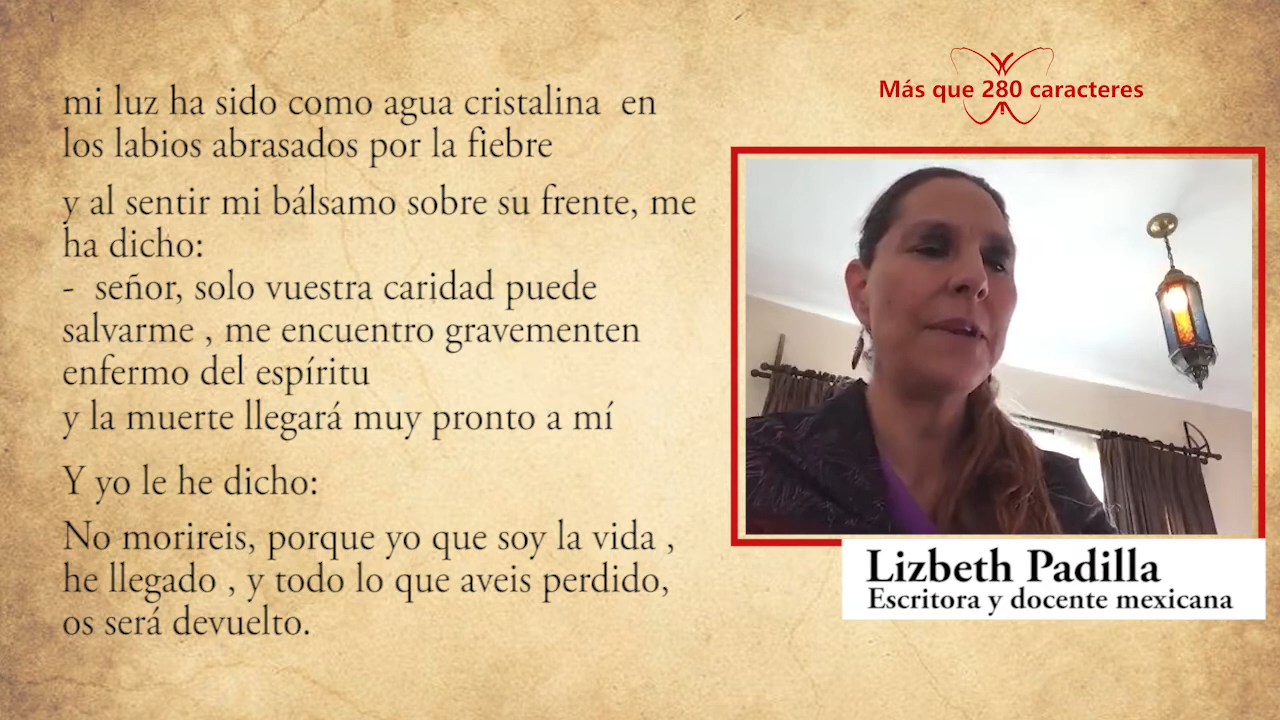 mi luz ha sido como agua cristalina en
los labios abrasados por la fiebre
y al sentir mi bálsamo sobre su frente, me
ha dicho:
- señor, solo vuestra caridad puede
salvarme , me encuentro gravementen
enfermo del espíritu
y la muerte llegará muy pronto a mí
Y yo le he dicho:
No morireis, porque yo que soy la vida ,
he llegado , y todo lo que aveis perdido,
os será devuelto.
Más que 280 caracteres
Lizbeth Padilla
Escritora y docente mexicana